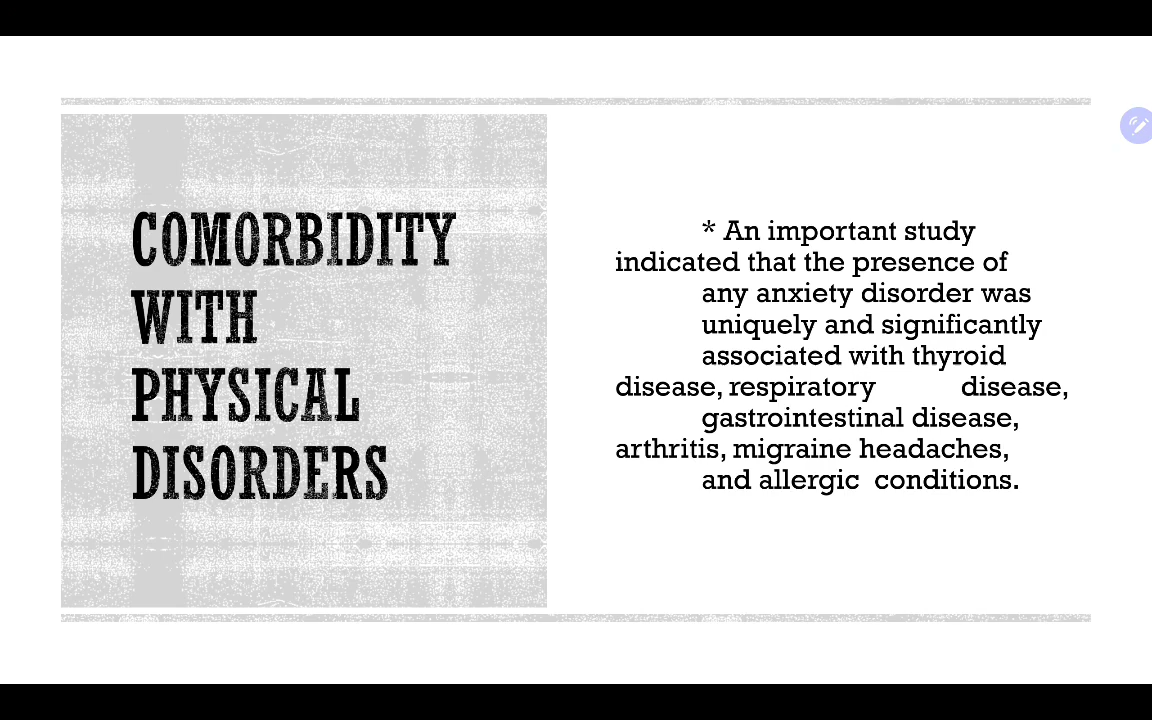 COMORBIDITY
WITH
PHYSICAL
DISORDERS
* An important study
indicated that the presence of
any anxiety disorder was
uniquely and significantly
associated with thyroid
disease, respiratory disease,
gastrointestinal disease,
arthritis, migraine headaches,
and allergic conditions.